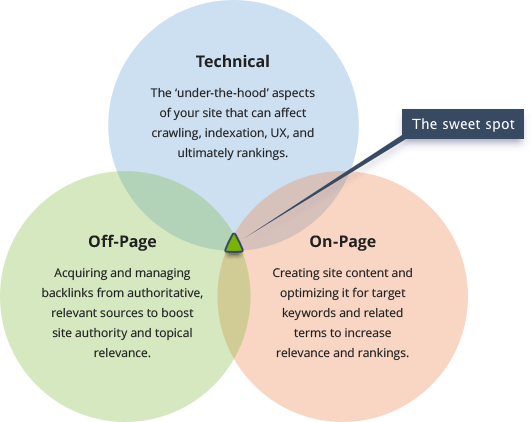 Technical
The ‘under-the-hood’ aspects
of your site that can affect
crawling, indexation, UX, and
ultimately rankings.
The sweet spot
Off-Page
Acquiring and managing
backlinks from authoritative,
relevant sources to boost
site authority and topical
relevance.
On-Page
Creating site content and
optimizing it for target
keywords and related
terms to increase
relevance and rankings.